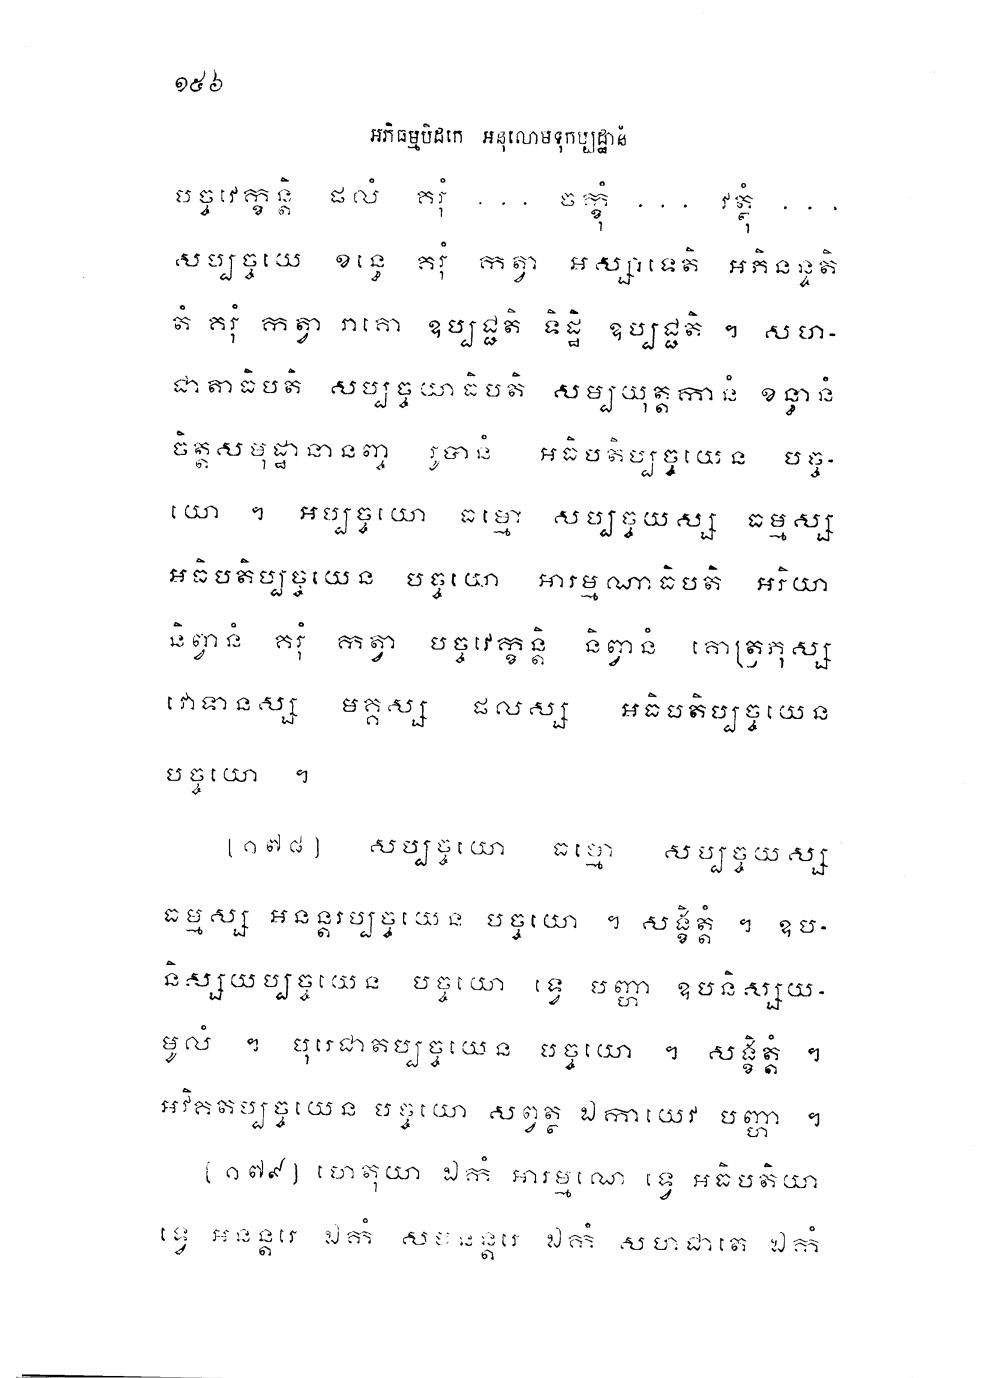 ១៥៦
អភិធម្មបិដកេ អនុលោមទុកប្បដ្ឋានំ
បច្ចវេក្ខន្តិ ផលំ គរុំ ... ចក្ខុំ ... វត្ថុំ ...
សប្បច្ចយេ ខន្ធេ គរុំ កត្វា អស្សាទេតិ អភិនន្ទតិ
តំ គរុំ កត្វា រាគោ ឧប្បជ្ជតិ ទិដ្ឋិ ឧប្បជ្ជតិ ។ សហា-
ជាតាធិបតិ សប្បច្ចយាធិបតិ សម្បយុត្តកានំ ខន្ធានំ
ចិត្តសមុដ្ឋានានញ្ច រូបានំ អធិបតិប្បច្ចយេន បច្ច-
យោ ។ អប្បច្ចយោ ធម្មោ សប្បច្ចយស្ស ធម្មស្ស
អធិបតិប្បច្ចយេន បច្ចយោ អារម្មណាធិបតិ អរិយា
និព្វានំ គរុំ កត្វា បច្ចវេក្ខន្តិ និព្វានំ គោត្រភុស្ស
វោទានស្ស មគ្គស្ស ផលស្ស អធិបតិប្បច្ចយេន
បច្ចយោ ។
[១៧៨] សប្បច្ចយោ ធម្មោ សប្បច្ចយស្ស
ធម្មស្ស អនន្តរប្បច្ចយេន បច្ចយោ ។ សង្ខិត្តំ ។ ឧប-
និស្សយប្បច្ចយេន បច្ចយោ ទ្វេ បញ្ហា ឧបនិស្សយ-
មូលំ ។ បុរេជាតប្បច្ចយេន បច្ចយោ ។ សង្ខិត្តំ ។
អវិគតប្បច្ចយេន បច្ចយោ សព្វត្ថ ឯកាយេវ បញ្ហា ។
[១៧៩] ហេតុយា ឯកំ អារម្មណេ ទ្វេ អធិបតិយា
ទ្វេ អនន្តរេ ឯកំ សមនន្តរេ ឯកំ សហជាតេ ឯកំ